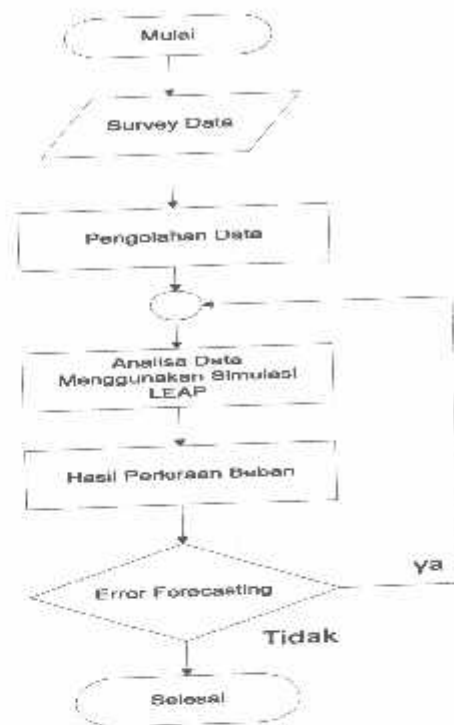 Mulai
Survey Data
Pengolahan Data
Analisa Data
Menggunakan Simulasi
LEAP
Hasil Perkiraan Beban
Error Forecasting
ya
Tidak
Selesai